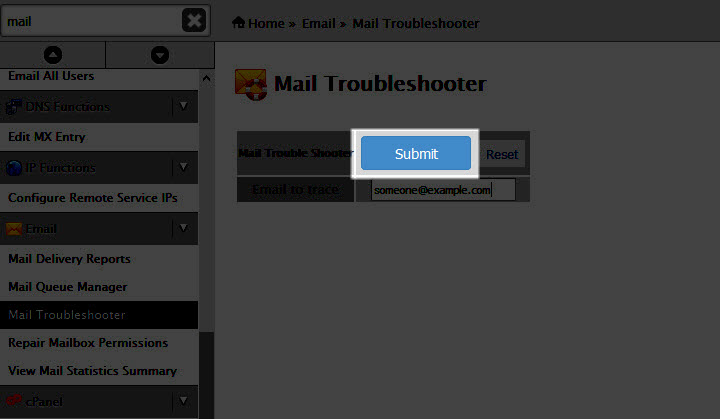 mail
Home » Email » Mail Troubleshooter
Email All Users
DNS Functions
Edit MX Entry
IP Functions
Configure Remote Service IPs
Email
Mail Delivery Reports
Mail Queue Manager
Mail Troubleshooter
Repair Mailbox Permissions
View Mail Statistics Summary
cPanel
Mail Troubleshooter
Mail Trouble Shooter Submit Reset
Email to trace someone@example.com